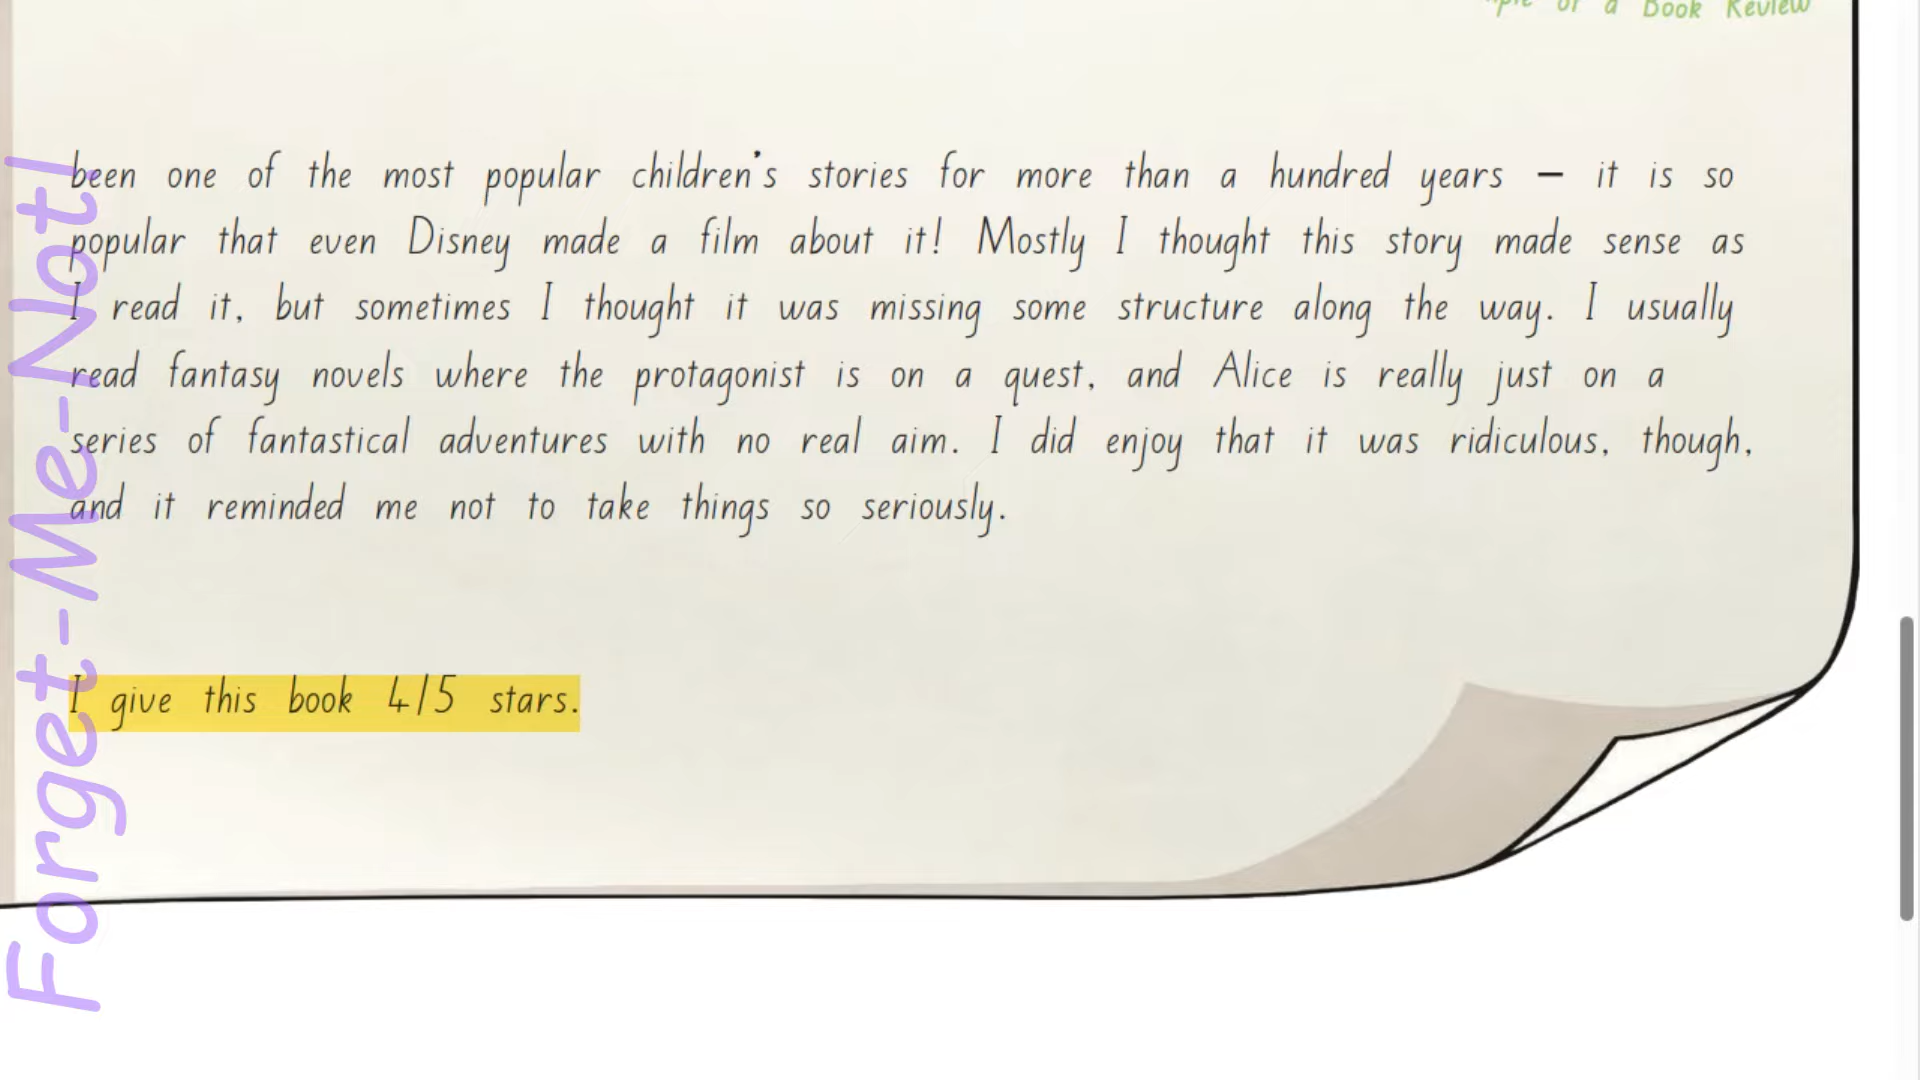 of a Book Review
been one of the most popular children's stories for more than a hundred years – it is so
popular that even Disney made a film about it! Mostly I thought this story made sense as
I read it, but sometimes I thought it was missing some structure along the way. I usually
read fantasy novels where the protagonist is on a quest, and Alice is really just on a
series of fantastical adventures with no real aim. I did enjoy that it was ridiculous, though,
and it reminded me not to take things so seriously.
I give this book 4/5 stars.
Forget-Me-Not!